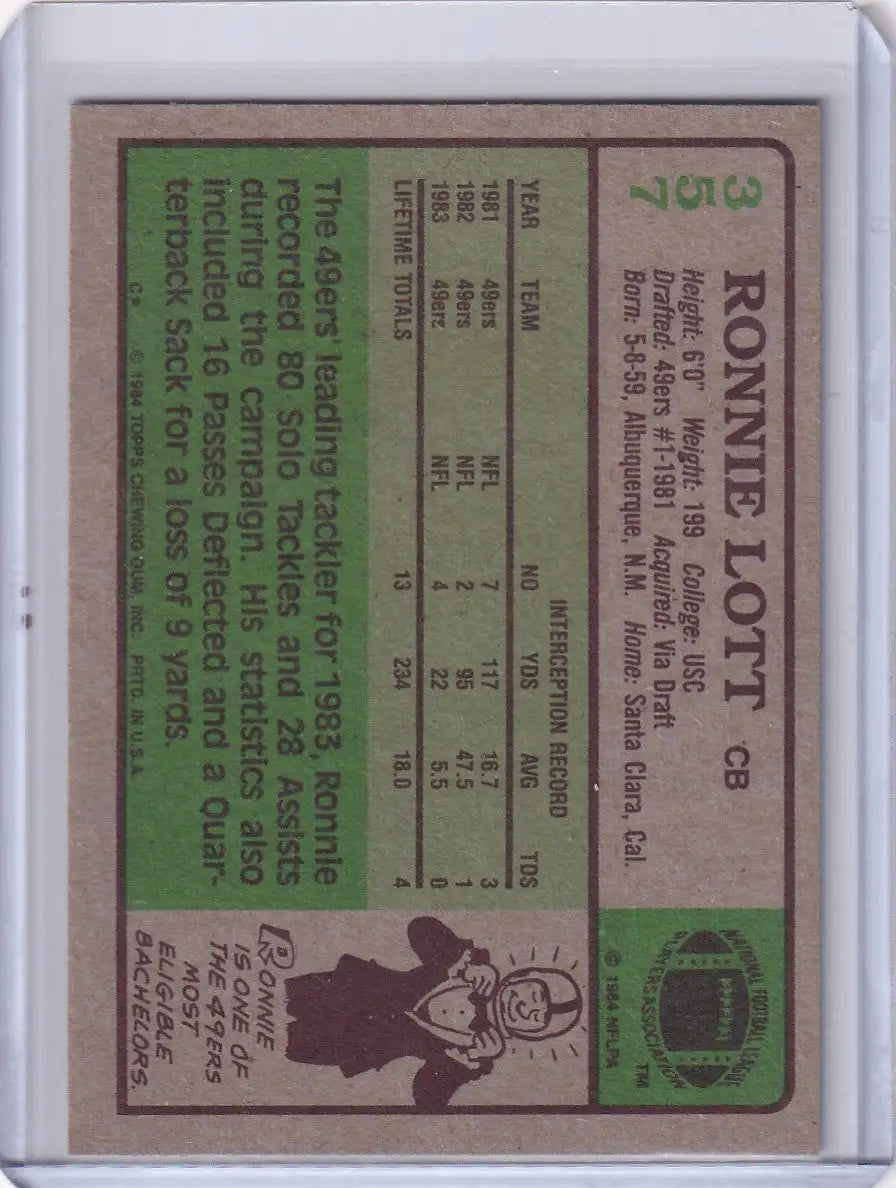 357
RONNIE LOTT CB
Height: 6'0" Weight: 199 College: USC
Drafted: 49ers #1-1981 Acquired: Via Draft
Born: 5-8-59, Albuquerque, N.M. Home: Santa Clara, Cal.
NATIONAL FOOTBALL LEAGUE
PLAYERS ASSOCIATION
TM
© 1984 NFLPA
INTERCEPTION RECORD
YEAR TEAM NO YDS AVG TDS
1981 49ers NFL 7 117 16.7 3
1982 49ers NFL 2 95 47.5 1
1983 49ers NFL 4 22 5.5 0
LIFETIME TOTALS 13 234 18.0 4
The 49ers' leading tackler for 1983, Ronnie
recorded 80 Solo Tackles and 28 Assists
during the campaign. His statistics also
included 16 Passes Deflected and a Quar-
terback Sack for a loss of 9 yards.
C* © 1984 TOPPS CHEWING GUM, INC. PRTD. IN U.S.A.
RONNIE
IS ONE OF
THE 49ERS
MOST
ELIGIBLE
BACHELORS.